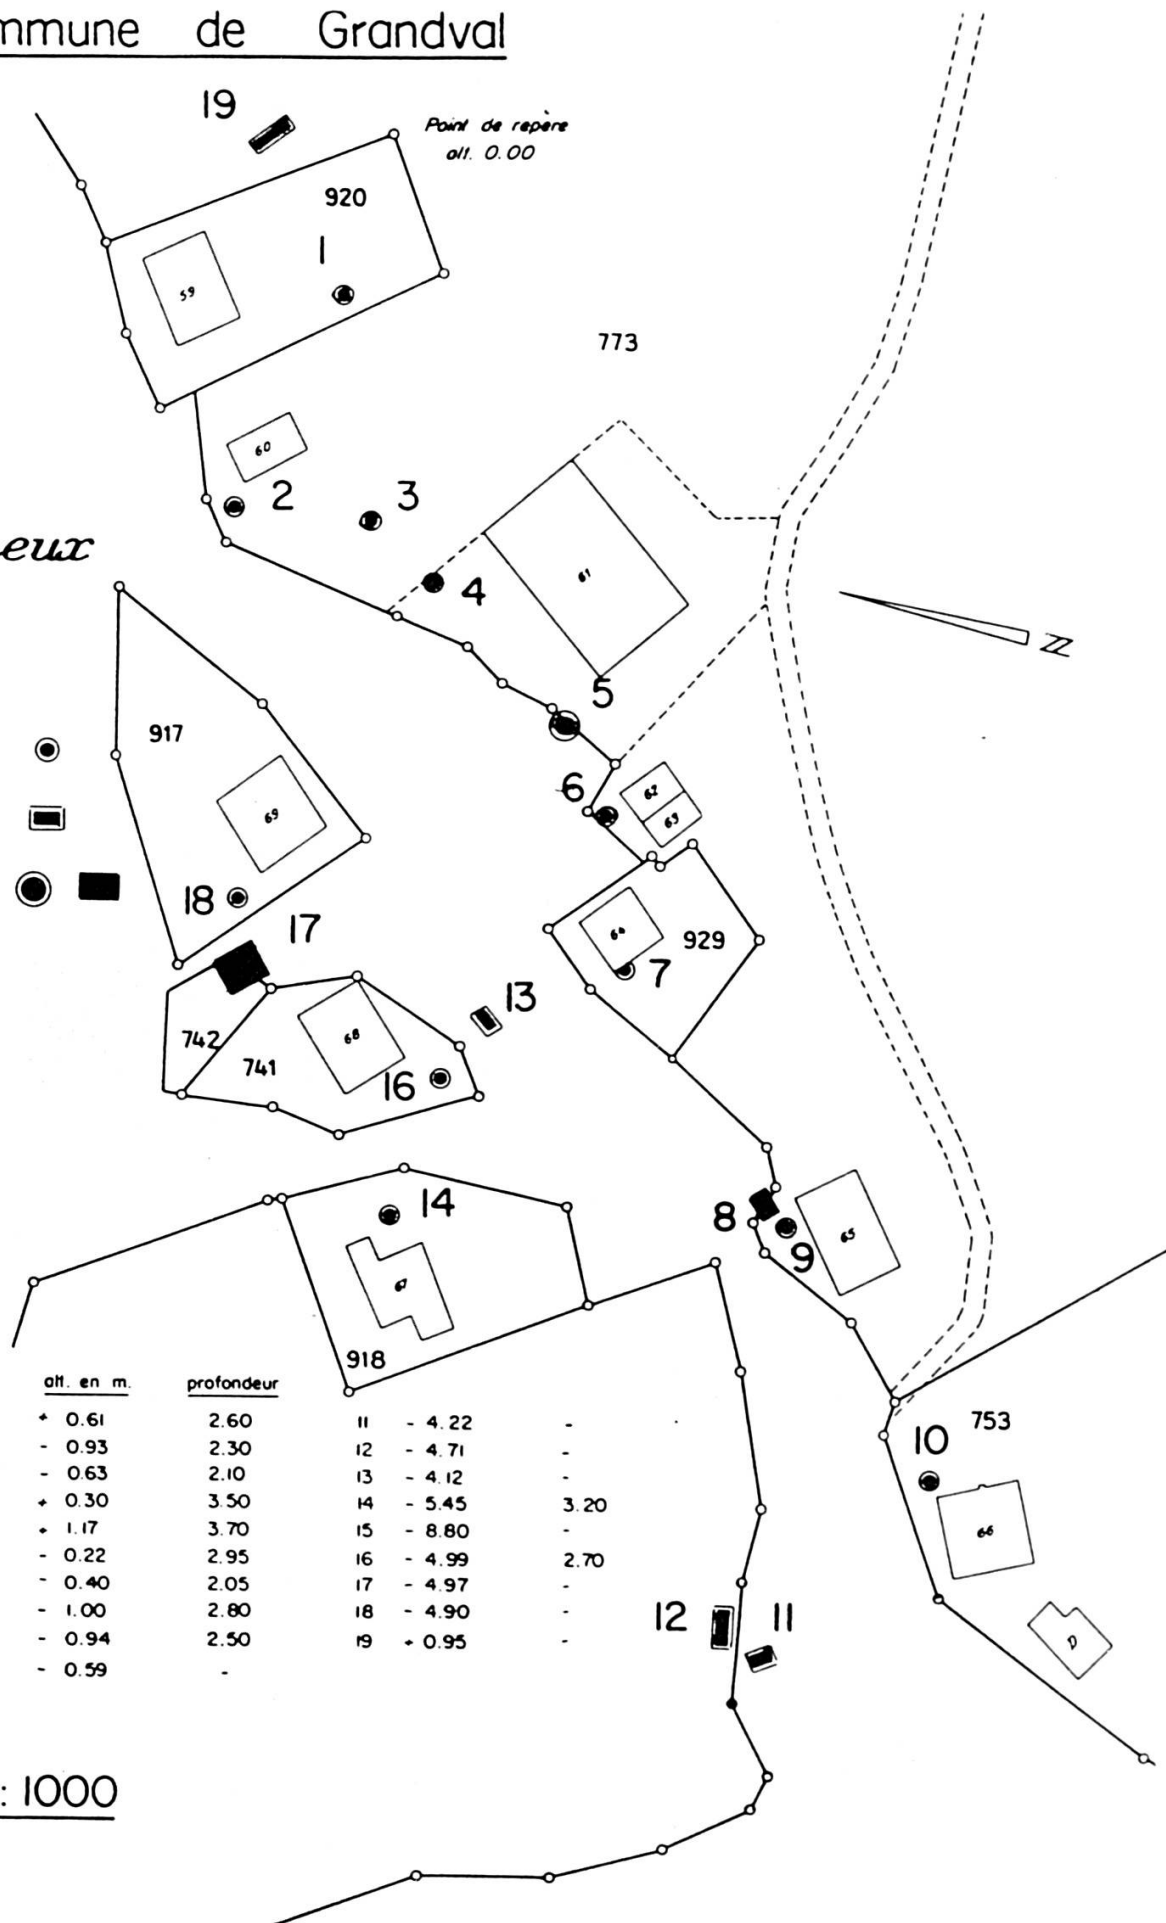 mmune de Grandval
19
Point de repère
alt. 0.00
920
1
59
773
60
2
3
eux
61
4
N
5
917
6
62
63
69
18
17
64
929
7
13
742
741
68
16
14
8
9
65
67
918
alt. en m. profondeur
+ 0.61 2.60 11 - 4.22 -
- 0.93 2.30 12 - 4.71 -
- 0.63 2.10 13 - 4.12 -
+ 0.30 3.50 14 - 5.45 3.20
+ 1.17 3.70 15 - 8.80 -
- 0.22 2.95 16 - 4.99 2.70
- 0.40 2.05 17 - 4.97 -
- 1.00 2.80 18 - 4.90 -
- 0.94 2.50 19 + 0.95 -
- 0.59 -
753
10
66
12
11
D
: 1000